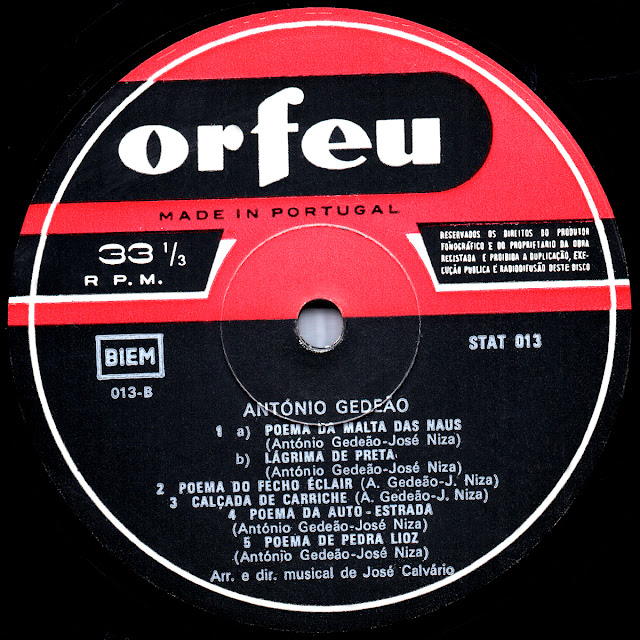 orfeu
MADE IN PORTUGAL
33 1/3
R P.M.
RESERVADOS OS DIREITOS DO PRODUTOR
FONOGRÁFICO E DO PROPRIETARIO DA OBRA
REGISTADA E PROIBIDA A DUPLICAÇÃO, EXE-
CUÇÃO PUBLICA E RADIODIFUSÃO DESTE DISCO
BIEM
013-B
STAT 013
ANTÓNIO GEDEÃO
1 a) POEMA DA MALTA DAS NAUS
(António Gedeão-José Niza)
b) LÁGRIMA DE PRETA
(António Gedeão-José Niza)
2 POEMA DO FECHO ÉCLAIR (A. Gedeão-J. Niza)
3 CALÇADA DE CARRICHE (A. Gedeão-J. Niza)
4 POEMA DA AUTO-ESTRADA
(António Gedeão-José Niza)
5 POEMA DE PEDRA LIOZ
(António Gedeão-José Niza)
Arr. e dir. musical de José Calvário